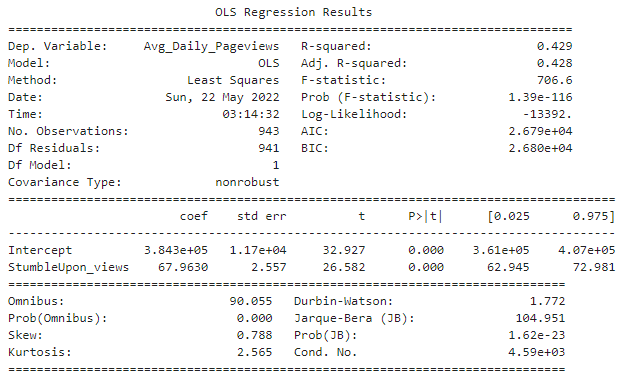 OLS Regression Results
==============================================================================
Dep. Variable:     Avg_Daily_Pageviews   R-squared:                       0.429
Model:                             OLS   Adj. R-squared:                  0.428
Method:                  Least Squares   F-statistic:                     706.6
Date:                 Sun, 22 May 2022   Prob (F-statistic):          1.39e-116
Time:                         03:14:32   Log-Likelihood:                -13392.
No. Observations:                  943   AIC:                         2.679e+04
Df Residuals:                      941   BIC:                         2.680e+04
Df Model:                            1
Covariance Type:             nonrobust
==============================================================================
coef    std err          t      P>|t|      [0.025      0.975]
------------------------------------------------------------------------------
Intercept        3.843e+05   1.17e+04     32.927      0.000    3.61e+05    4.07e+05
StumbleUpon_views  67.9630      2.557     26.582      0.000      62.945      72.981
==============================================================================
Omnibus:                       90.055   Durbin-Watson:                   1.772
Prob(Omnibus):                  0.000   Jarque-Bera (JB):              104.951
Skew:                           0.788   Prob(JB):                     1.62e-23
Kurtosis:                       2.565   Cond. No.                     4.59e+03
==============================================================================